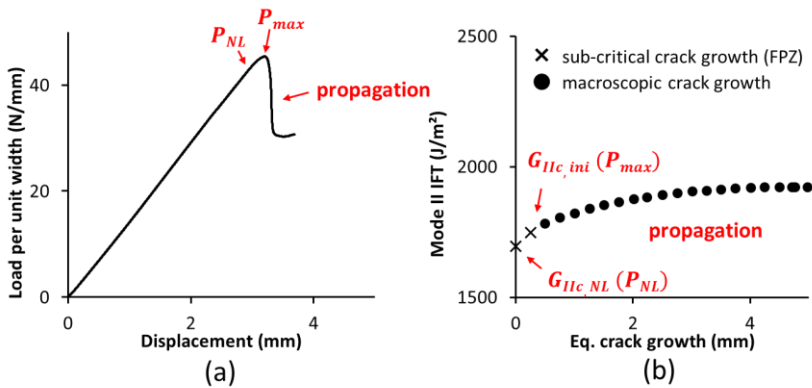 P_NL
P_max
propagation
40
20
0
0
2
4
Load per unit width (N/mm)
Displacement (mm)
(a)
2500
2000
1500
× sub-critical crack growth (FPZ)
● macroscopic crack growth
G_IIc,ini (P_max)
propagation
G_IIc,NL (P_NL)
0
2
4
Mode II IFT (J/m²)
Eq. crack growth (mm)
(b)